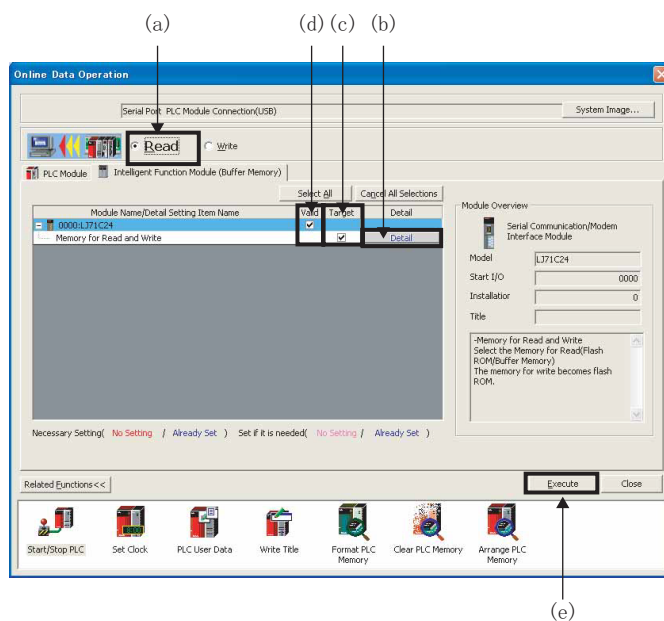 (a) (d) (c) (b)
Online Data Operation
Serial Port PLC Module Connection(USB) System Image...
Read Write
PLC Module Intelligent Function Module (Buffer Memory)
Select All Cancel All Selections
Module Name/Detail Setting Item Name Valid Target Detail
0000:LJ71C24
Memory for Read and Write Detail
Module Overview
Serial Communication/Modem
Interface Module
Model LJ71C24
Start I/O 0000
Installatior 0
Title
-Memory for Read and Write
Select the Memory for Read(Flash
ROM/Buffer Memory)
The memory for write becomes flash
ROM.
Necessary Setting( No Setting / Already Set ) Set if it is needed( No Setting / Already Set )
Related Functions<< Execute Close
Start/Stop PLC Set Clock PLC User Data Write Title Format PLC Clear PLC Memory Arrange PLC
Memory Memory
(e)